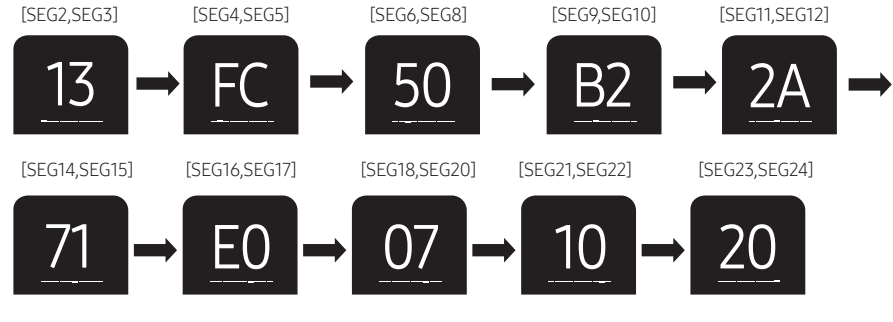 [SEG2,SEG3] [SEG4,SEG5] [SEG6,SEG8] [SEG9,SEG10] [SEG11,SEG12]
13 FC 50 B2 2A
[SEG14,SEG15] [SEG16,SEG17] [SEG18,SEG20] [SEG21,SEG22] [SEG23,SEG24]
71 E0 07 10 20